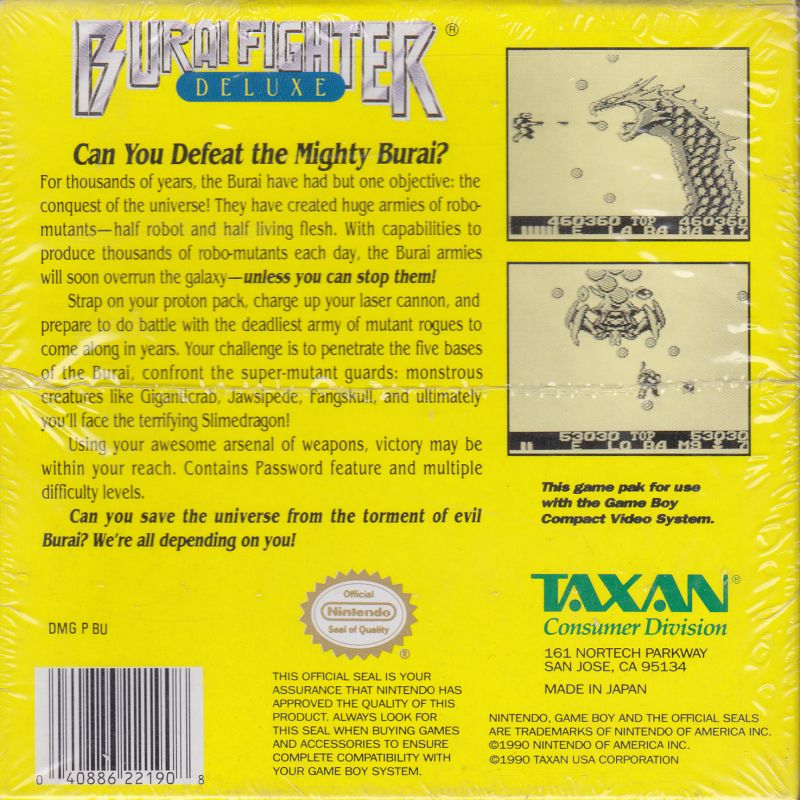 BURAI FIGHTER®
DELUXE
Can You Defeat the Mighty Burai?
For thousands of years, the Burai have had but one objective: the
conquest of the universe! They have created huge armies of robo-
mutants—half robot and half living flesh. With capabilities to
produce thousands of robo-mutants each day, the Burai armies
will soon overrun the galaxy—unless you can stop them!
Strap on your proton pack, charge up your laser cannon, and
prepare to do battle with the deadliest army of mutant rogues to
come along in years. Your challenge is to penetrate the five bases
of the Burai, confront the super-mutant guards: monstrous
creatures like Giganticrab, Jawsipede, Fangskull, and ultimately
you'll face the terrifying Slimedragon!
Using your awesome arsenal of weapons, victory may be
within your reach. Contains Password feature and multiple
difficulty levels.
Can you save the universe from the torment of evil
Burai? We're all depending on you!
460360 TOP 460360
E LA RA MA 17
53030 TOP 53030
E LO RA M9 7
This game pak for use
with the Game Boy
Compact Video System.
DMG P BU
0 40886 22190 8
Official
Nintendo
Seal of Quality
®
THIS OFFICIAL SEAL IS YOUR
ASSURANCE THAT NINTENDO HAS
APPROVED THE QUALITY OF THIS
PRODUCT. ALWAYS LOOK FOR
THIS SEAL WHEN BUYING GAMES
AND ACCESSORIES TO ENSURE
COMPLETE COMPATIBILITY WITH
YOUR GAME BOY SYSTEM.
TAXAN®
Consumer Division
161 NORTECH PARKWAY
SAN JOSE, CA 95134
MADE IN JAPAN
NINTENDO, GAME BOY AND THE OFFICIAL SEALS
ARE TRADEMARKS OF NINTENDO OF AMERICA INC.
©1990 NINTENDO OF AMERICA INC.
©1990 TAXAN USA CORPORATION